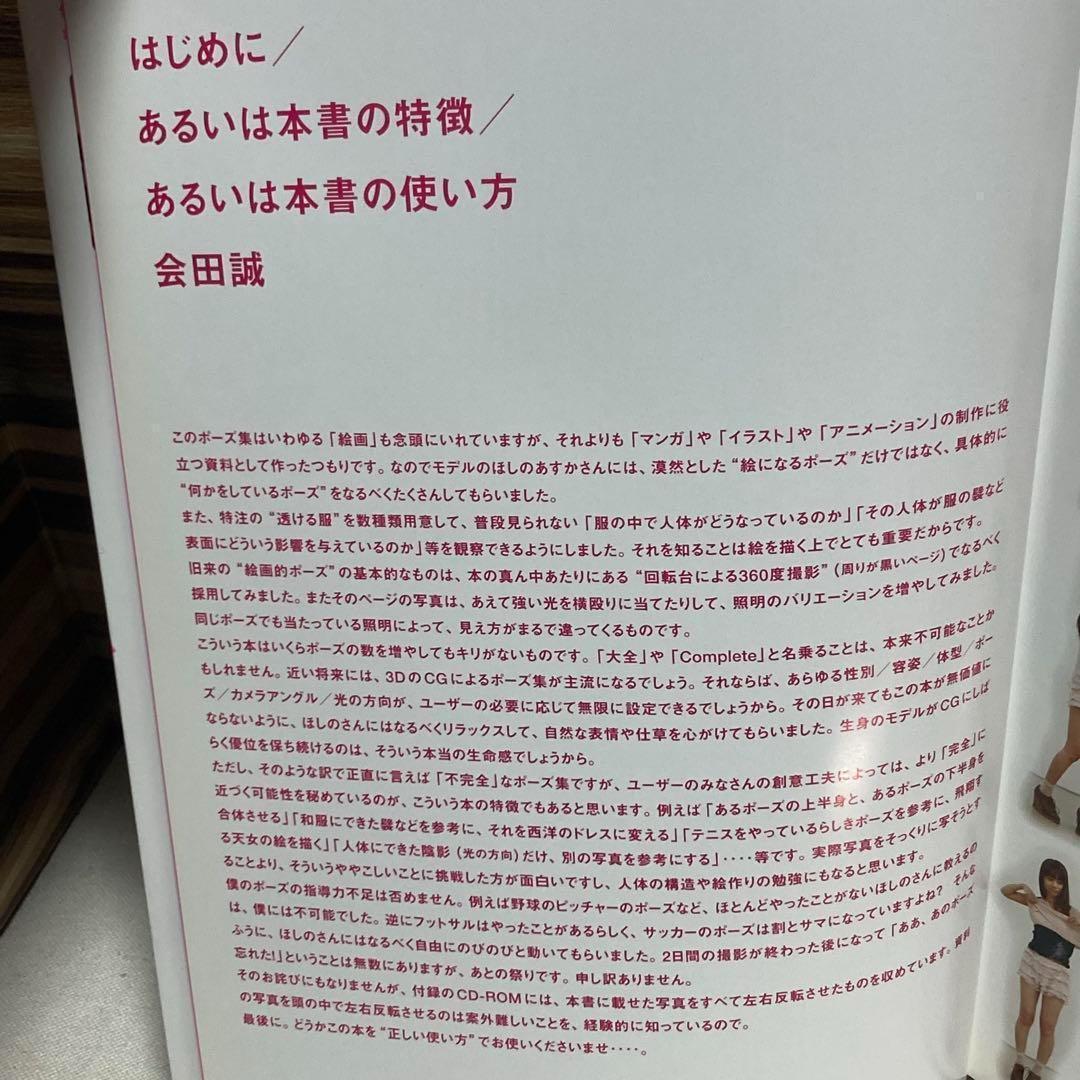 はじめに／
あるいは本書の特徴／
あるいは本書の使い方
会田誠
このポーズ集はいわゆる「絵画」も念頭にいれていますが、それよりも「マンガ」や「イラスト」や「アニメーション」の制作に役
立つ資料として作ったつもりです。なのでモデルのほしのあすかさんには、漠然とした“絵になるポーズ”だけではなく、具体的に
“何かをしているポーズ”をなるべくたくさんしてもらいました。
また、特注の“透ける服”を数種類用意して、普段見られない「服の中で人体がどうなっているのか」「その人体が服の襞など
表面にどういう影響を与えているのか」等を観察できるようにしました。それを知ることは絵を描く上でとても重要だからです。
旧来の“絵画的ポーズ”の基本的なものは、本の真ん中あたりにある“回転台による360度撮影”（周りが黒いページ）でなるべく
採用してみました。またそのページの写真は、あえて強い光を横殴りに当てたりして、照明のバリエーションを増やしてみました。
同じポーズでも当たっている照明によって、見え方がまるで違ってくるものです。
こういう本はいくらポーズの数を増やしてもキリがないものです。「大全」や「Complete」と名乗ることは、本来不可能なことか
もしれません。近い将来には、3DのCGによるポーズ集が主流になるでしょう。それならば、あらゆる性別／容姿／体型／ポー
ズ／カメラアングル／光の方向が、ユーザーの必要に応じて無限に設定できるでしょうから。その日が来てもこの本が無価値に
ならないように、ほしのさんにはなるべくリラックスして、自然な表情や仕草を心がけてもらいました。生身のモデルがCGにしば
らく優位を保ち続けるのは、そういう本当の生命感でしょうから。
ただし、そのような訳で正直に言えば「不完全」なポーズ集ですが、ユーザーのみなさんの創意工夫によっては、より「完全」に
近づく可能性を秘めているのが、こういう本の特徴でもあると思います。例えば「あるポーズの上半身と、あるポーズの下半身を
合体させる」「和服にできた襞などを参考に、それを西洋のドレスに変える」「テニスをやっているらしきポーズを参考に、飛翔す
る天女の絵を描く」「人体にできた陰影（光の方向）だけ、別の写真を参考にする」‥‥等です。実際写真をそっくりに写そうとす
ることより、そういうややこしいことに挑戦した方が面白いですし、人体の構造や絵作りの勉強にもなると思います。
僕のポーズの指導力不足は否めません。例えば野球のピッチャーのポーズなど、ほとんどやったことがないほしのさんに教えるの
は、僕には不可能でした。逆にフットサルはやったことがあるらしく、サッカーのポーズは割とサマになっていますよね？ そんな
ふうに、ほしのさんにはなるべく自由にのびのびと動いてもらいました。2日間の撮影が終わった後になって「ああ、あのポーズ
忘れた！」ということは無数にありますが、あとの祭りです。申し訳ありません。
そのお詫びにもなりませんが、付録のCD-ROMには、本書に載せた写真をすべて左右反転させたものを収めています。資料
の写真を頭の中で左右反転させるのは案外難しいことを、経験的に知っているので。
最後に。どうかこの本を“正しい使い方”でお使いくださいませ‥‥。